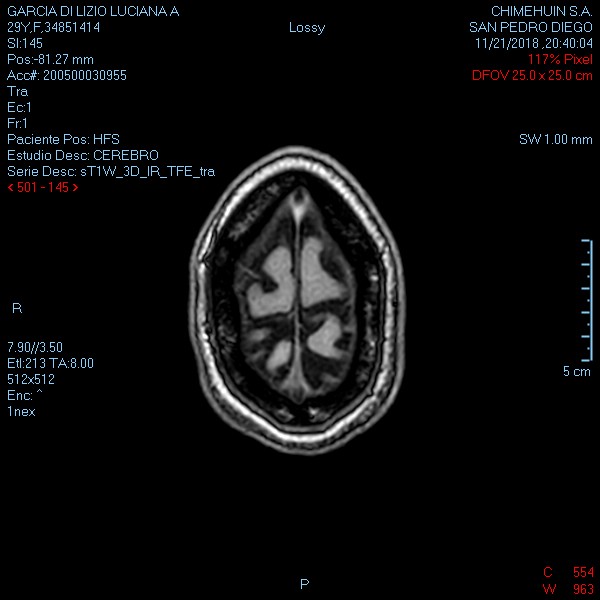 GARCIA DI LIZIO LUCIANA A
29Y,F,34851414
Sl:145
Pos:-81.27 mm
Acc#: 200500030955
Tra
Ec:1
Fr:1
Paciente Pos: HFS
Estudio Desc: CEREBRO
Serie Desc: sT1W_3D_IR_TFE_tra
< 501 - 145 >
Lossy
CHIMEHUIN S.A.
SAN PEDRO DIEGO
11/21/2018 ,20:40:04
117% Pixel
DFOV 25.0 x 25.0 cm
SW 1.00 mm
R
7.90//3.50
Etl:213 TA:8.00
512x512
Enc: ^
1nex
5 cm
P
C 554
W 963